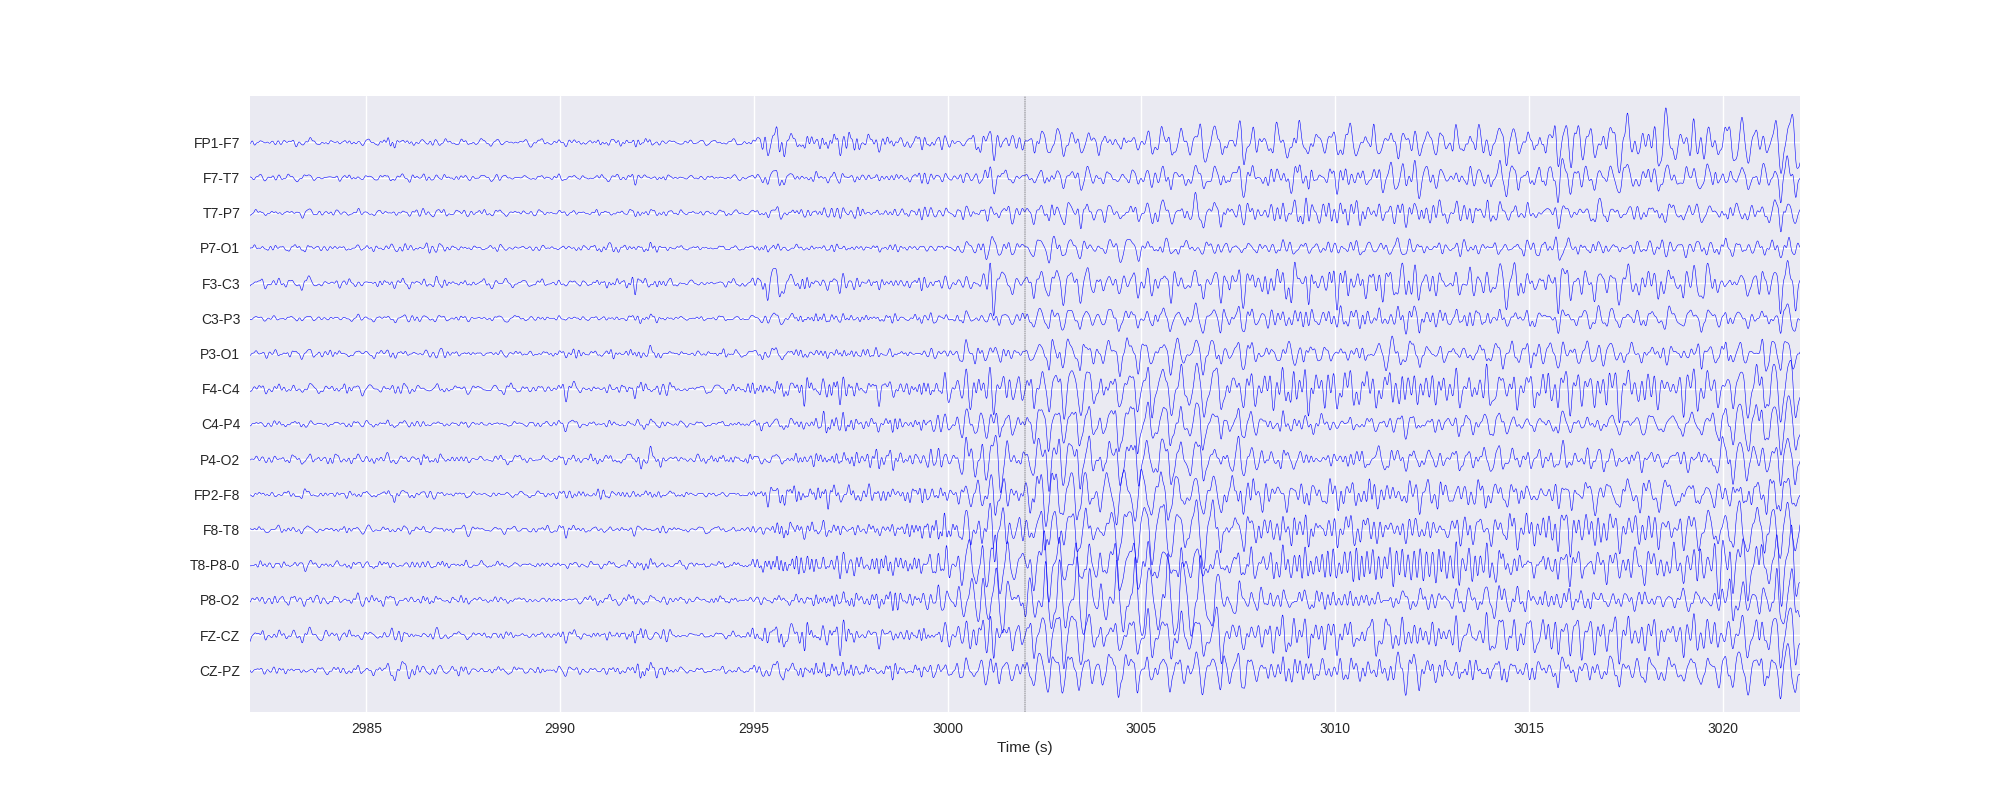 FP1-F7
F7-T7
T7-P7
P7-O1
F3-C3
C3-P3
P3-O1
F4-C4
C4-P4
P4-O2
FP2-F8
F8-T8
T8-P8-0
P8-O2
FZ-CZ
CZ-PZ
2985 2990 2995 3000 3005 3010 3015 3020
Time (s)